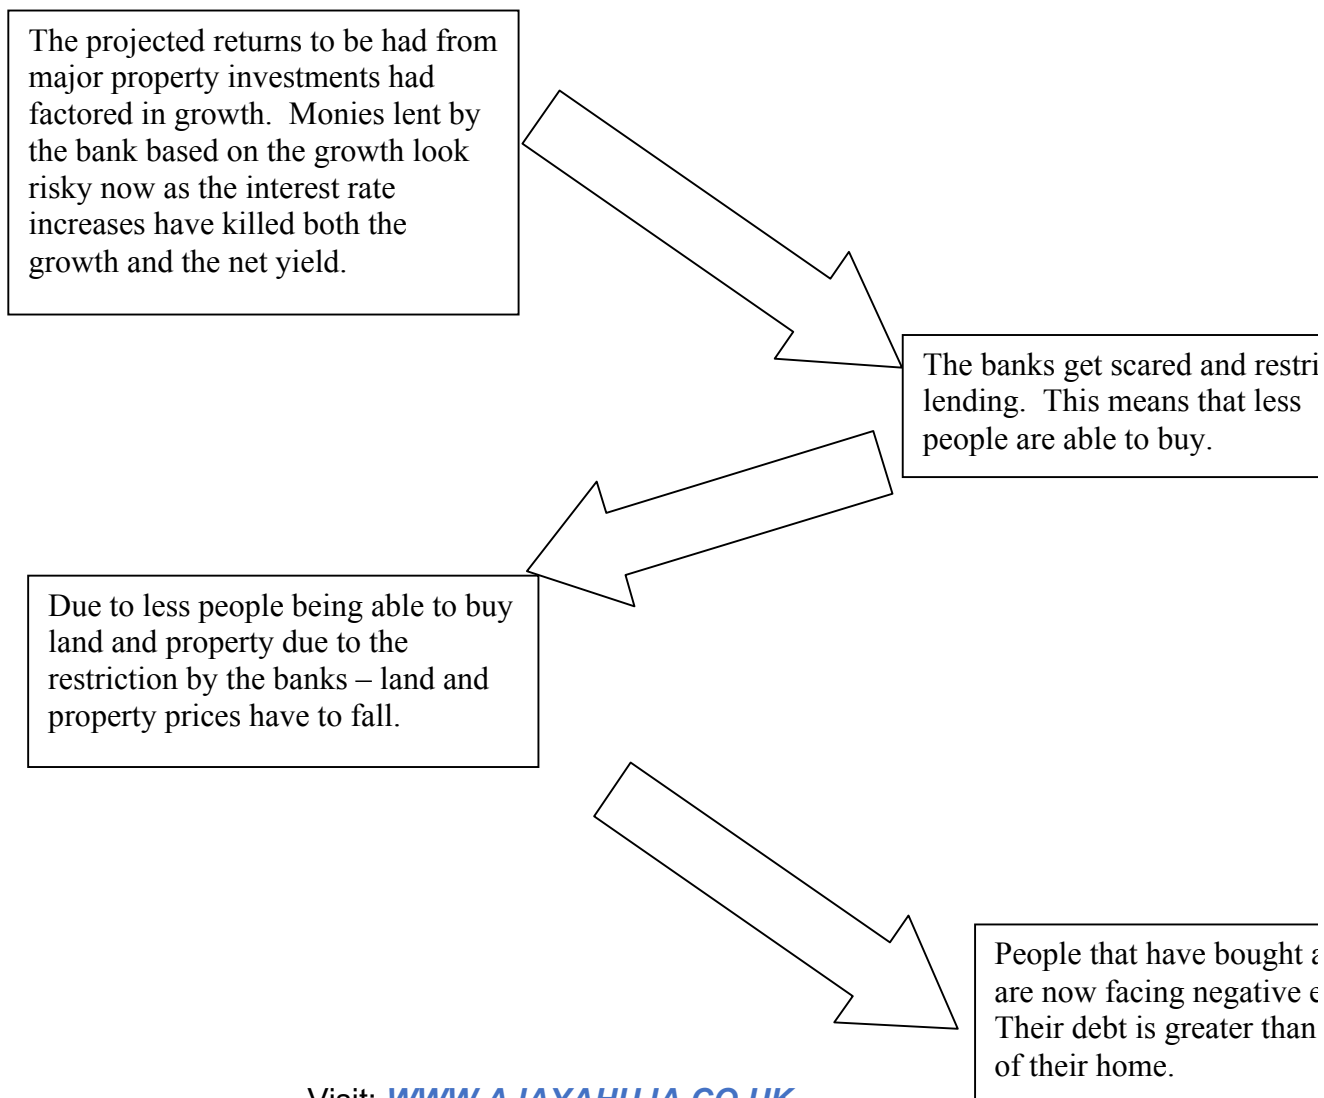 The projected returns to be had from
major property investments had
factored in growth.  Monies lent by
the bank based on the growth look
risky now as the interest rate
increases have killed both the
growth and the net yield.
The banks get scared and
lending.  This means that less
people are able to buy.
Due to less people being able to buy
land and property due to the
restriction by the banks – land and
property prices have to fall.
People that have bought
are now facing negative
Their debt is greater than
of their home.
Visit: WWW.AJAYAHUJA.CO.UK